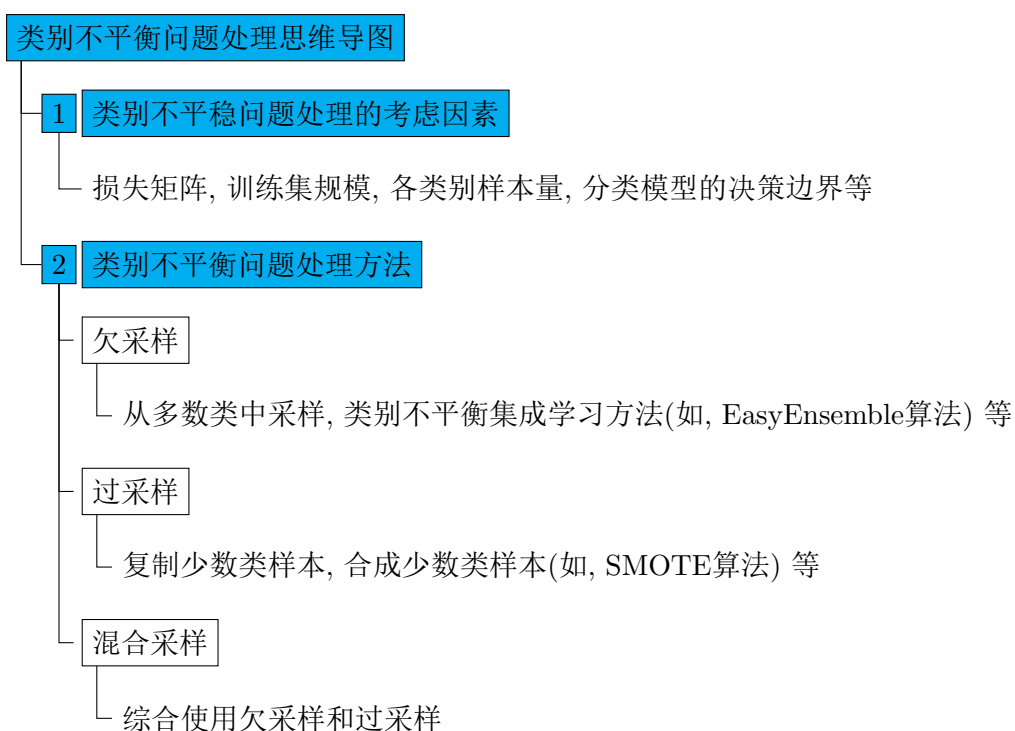 类别不平衡问题处理思维导图
1 类别不平稳问题处理的考虑因素
损失矩阵, 训练集规模, 各类别样本量, 分类模型的决策边界等
2 类别不平衡问题处理方法
欠采样
从多数类中采样, 类别不平衡集成学习方法(如, EasyEnsemble算法) 等
过采样
复制少数类样本, 合成少数类样本(如, SMOTE算法) 等
混合采样
综合使用欠采样和过采样